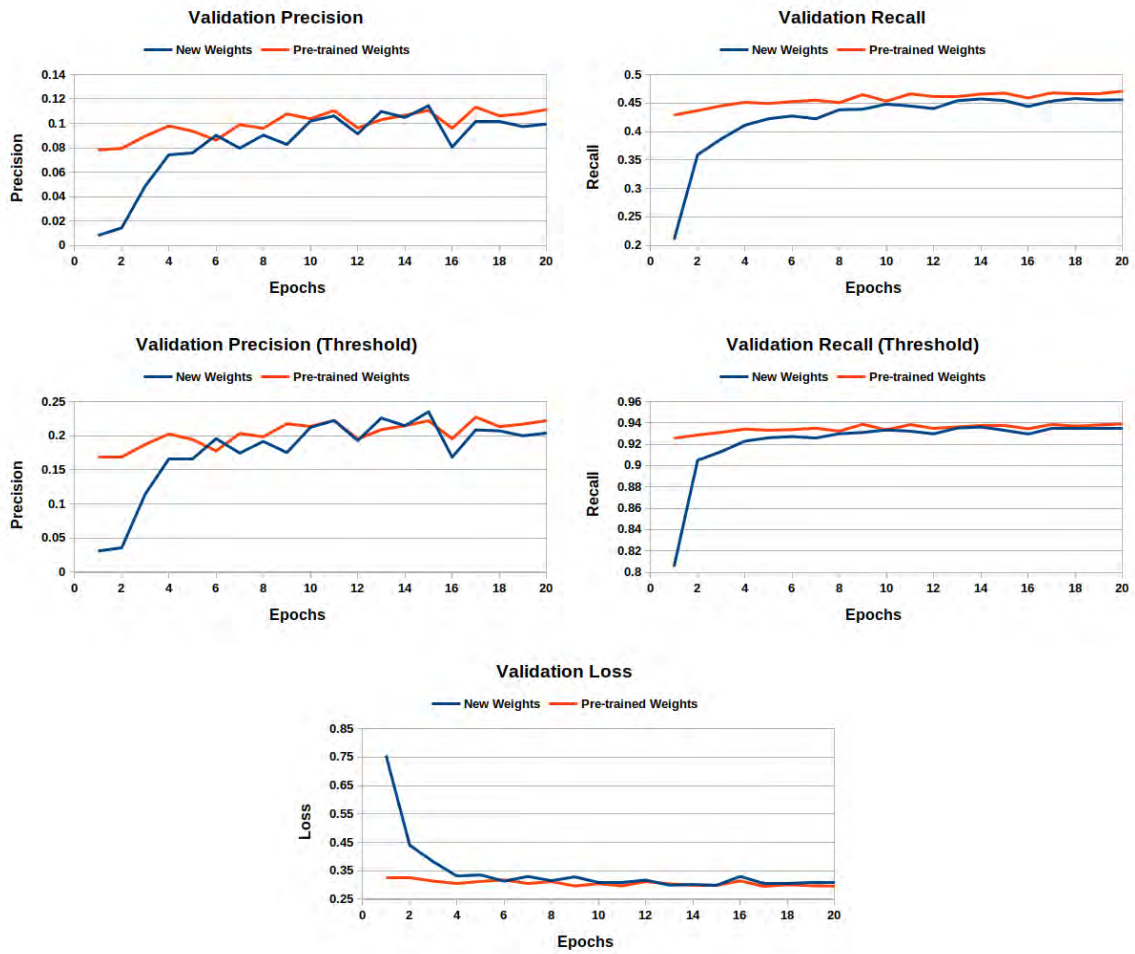 Validation Precision
New Weights Pre-trained Weights
Precision
0.14
0.12
0.1
0.08
0.06
0.04
0.02
0
0 2 4 6 8 10 12 14 16 18 20
Epochs
Validation Recall
New Weights Pre-trained Weights
Recall
0.5
0.45
0.4
0.35
0.3
0.25
0.2
0 2 4 6 8 10 12 14 16 18 20
Epochs
Validation Precision (Threshold)
New Weights Pre-trained Weights
Precision
0.25
0.2
0.15
0.1
0.05
0
0 2 4 6 8 10 12 14 16 18 20
Epochs
Validation Recall (Threshold)
New Weights Pre-trained Weights
Recall
0.96
0.94
0.92
0.9
0.88
0.86
0.84
0.82
0.8
0 2 4 6 8 10 12 14 16 18 20
Epochs
Validation Loss
New Weights Pre-trained Weights
Loss
0.85
0.75
0.65
0.55
0.45
0.35
0.25
0 2 4 6 8 10 12 14 16 18 20
Epochs